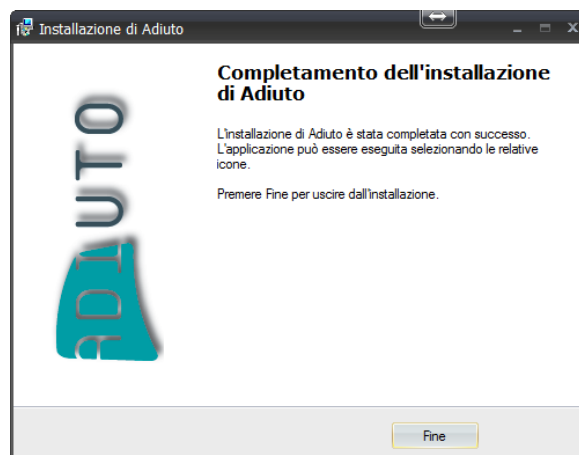 Installazione di Adiuto
Completamento dell'installazione
di Adiuto
L'installazione di Adiuto è stata completata con successo.
L'applicazione può essere eseguita selezionando le relative
icone.
Premere Fine per uscire dall'installazione.
ADIUTO
Fine